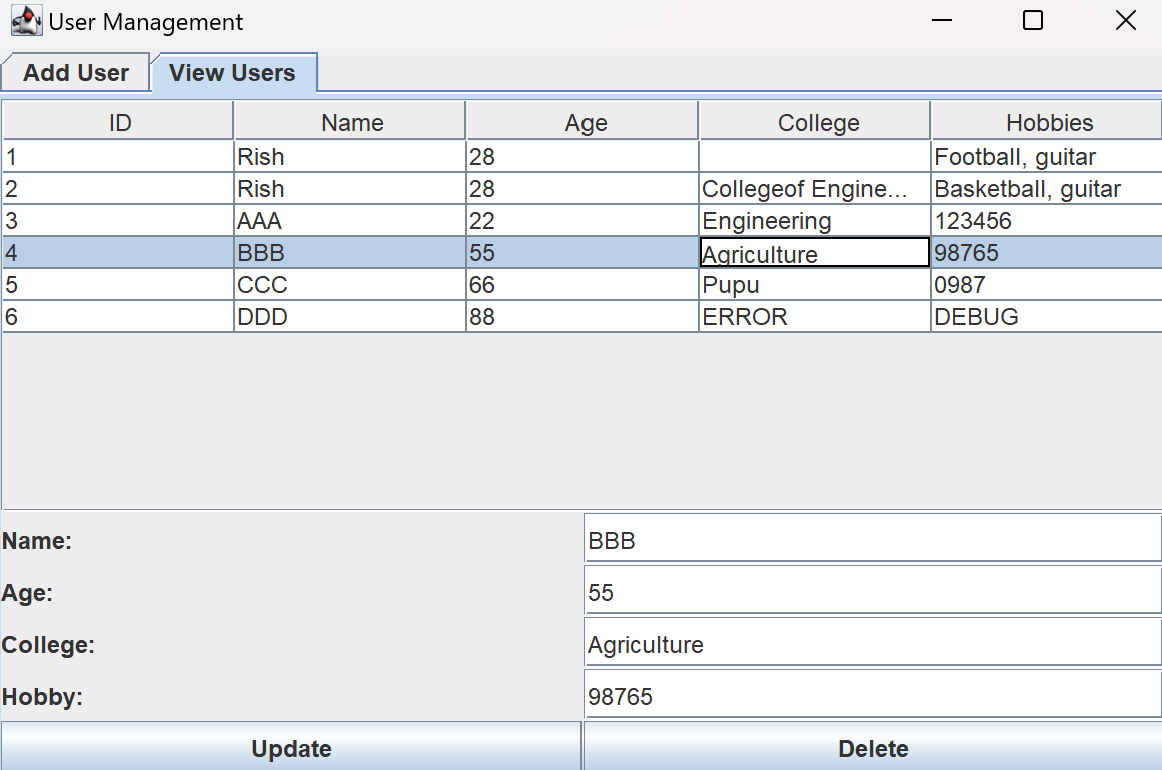 User Management
Add User View Users
ID Name Age College Hobbies
1 Rish 28 Football, guitar
2 Rish 28 Collegeof Engine... Basketball, guitar
3 AAA 22 Engineering 123456
4 BBB 55 Agriculture 98765
5 CCC 66 Pupu 0987
6 DDD 88 ERROR DEBUG
Name: BBB
Age: 55
College: Agriculture
Hobby: 98765
Update Delete